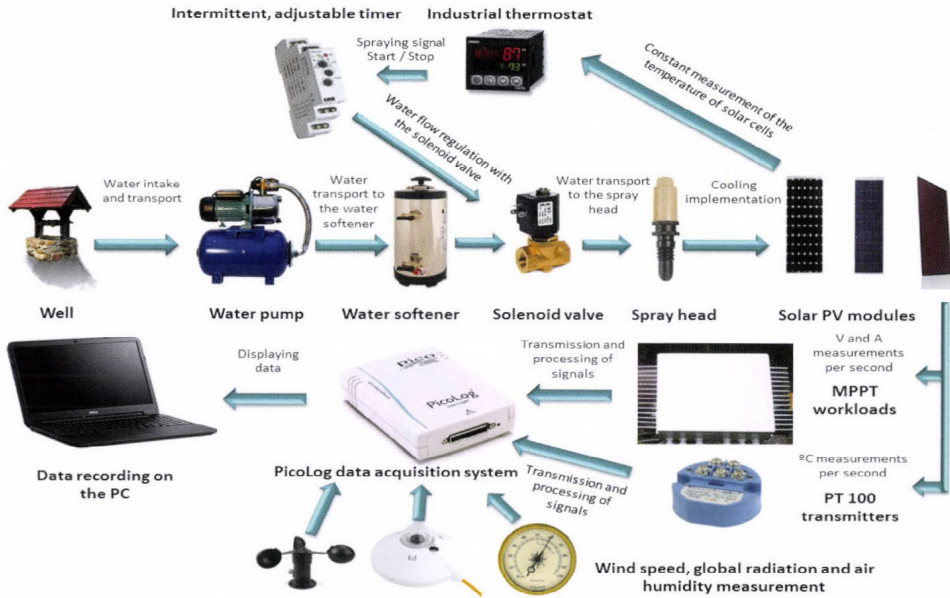 Intermittent, adjustable timer
Industrial thermostat
Spraying signal
Start / Stop
87
Constant measurement of the
temperature of solar cells
Water flow regulation with
the solenoid valve
Water intake
and transport
Water
transport to
the water
softener
Water transport
to the spray
head
Cooling
implementation
Well
Water pump
Water softener
Solenoid valve
Spray head
Solar PV modules
Displaying
data
pico
PicoLog
Transmission and
processing of
signals
V and A
measurements
per second
MPPT
workloads
Data recording on
the PC
PicoLog data acquisition system
Transmission and
processing of
signals
ºC measurements
per second
PT 100
transmitters
Wind speed, global radiation and air
humidity measurement